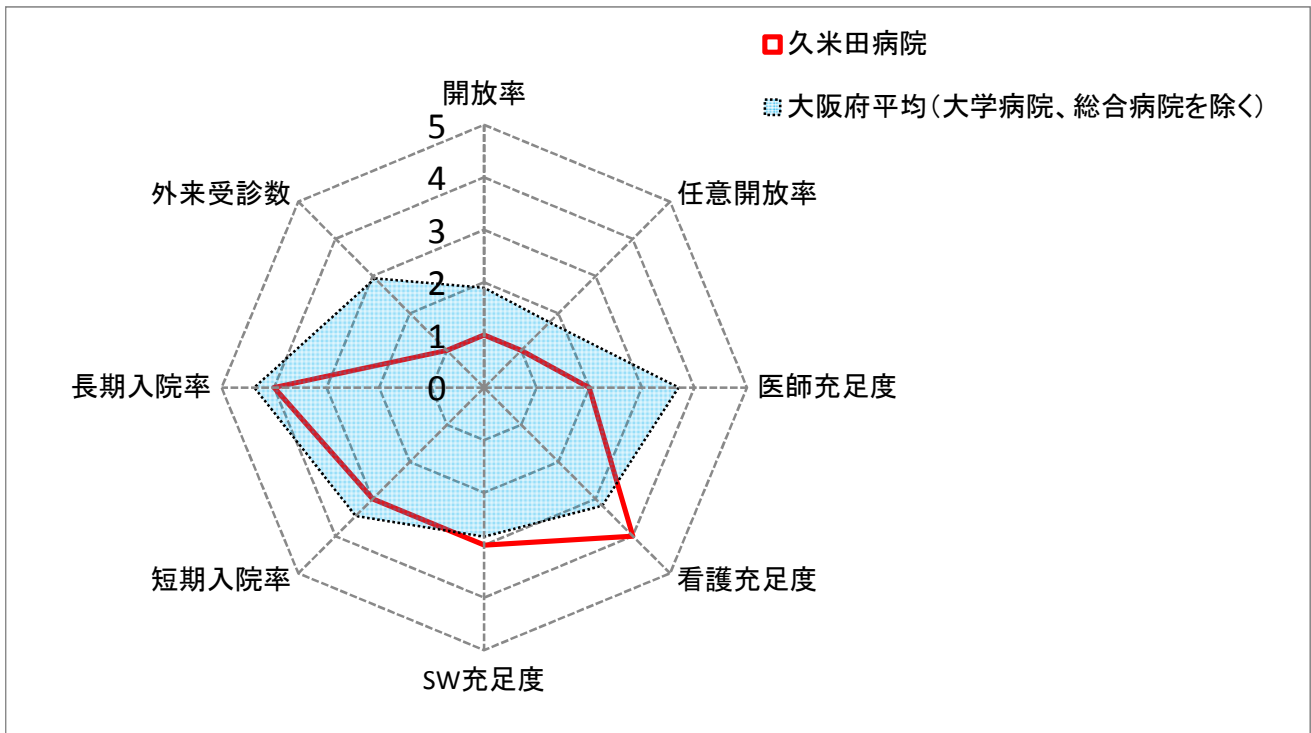 久米田病院
大阪府平均(大学病院、総合病院を除く)
開放率
任意開放率
医師充足度
看護充足度
SW充足度
短期入院率
長期入院率
外来受診数
5
4
3
2
1
0